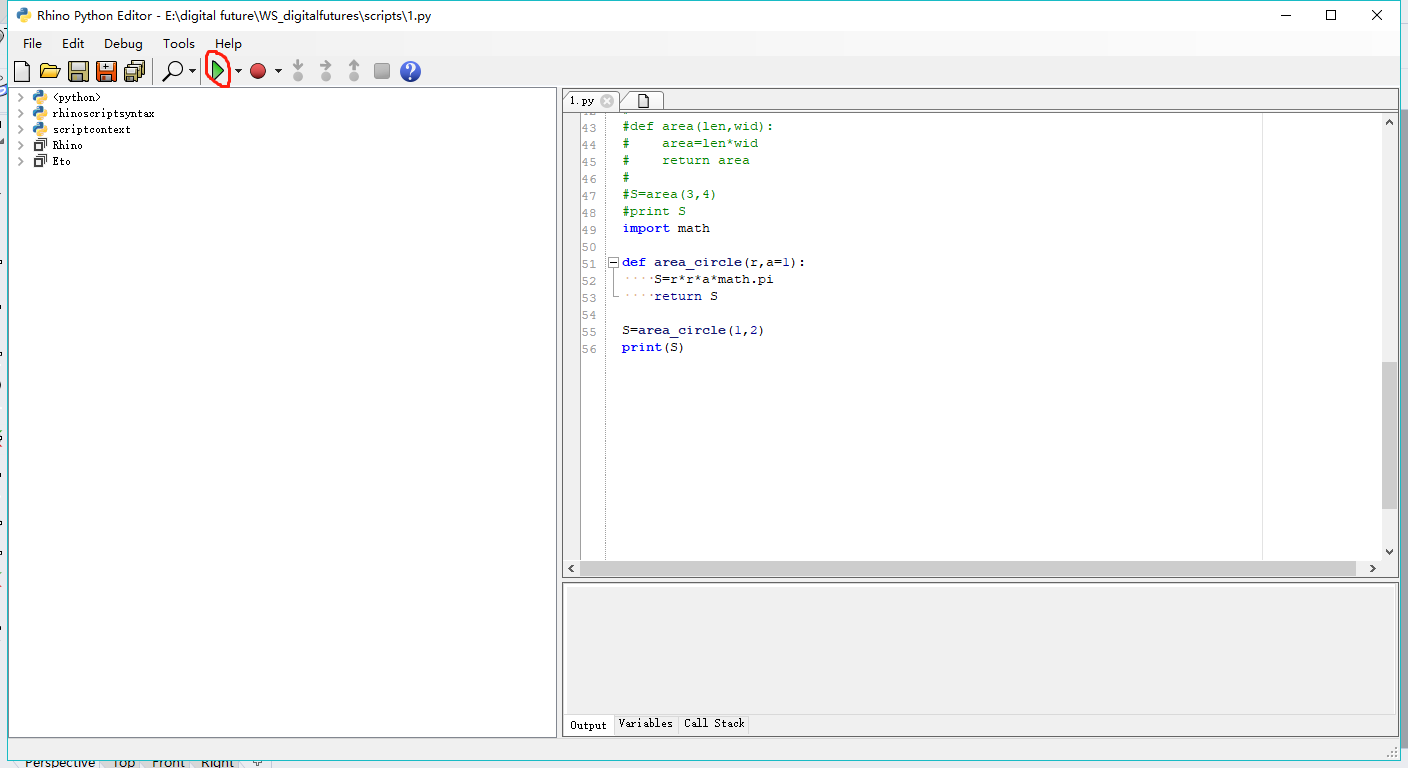 Rhino Python Editor - E:\digital future\WS_digitalfutures\scripts\1.py
File Edit Debug Tools Help
<python>
rhinoscriptsyntax
scriptcontext
Rhino
Eto
1.py
43 #def area(len,wid):
44 #    area=len*wid
45 #    return area
46 #
47 #S=area(3,4)
48 #print S
49 import math
50
51 def area_circle(r,a=1):
52 ····S=r*r*a*math.pi
53 ····return S
54
55 S=area_circle(1,2)
56 print(S)
Output Variables Call Stack
Perspective Top Front Right